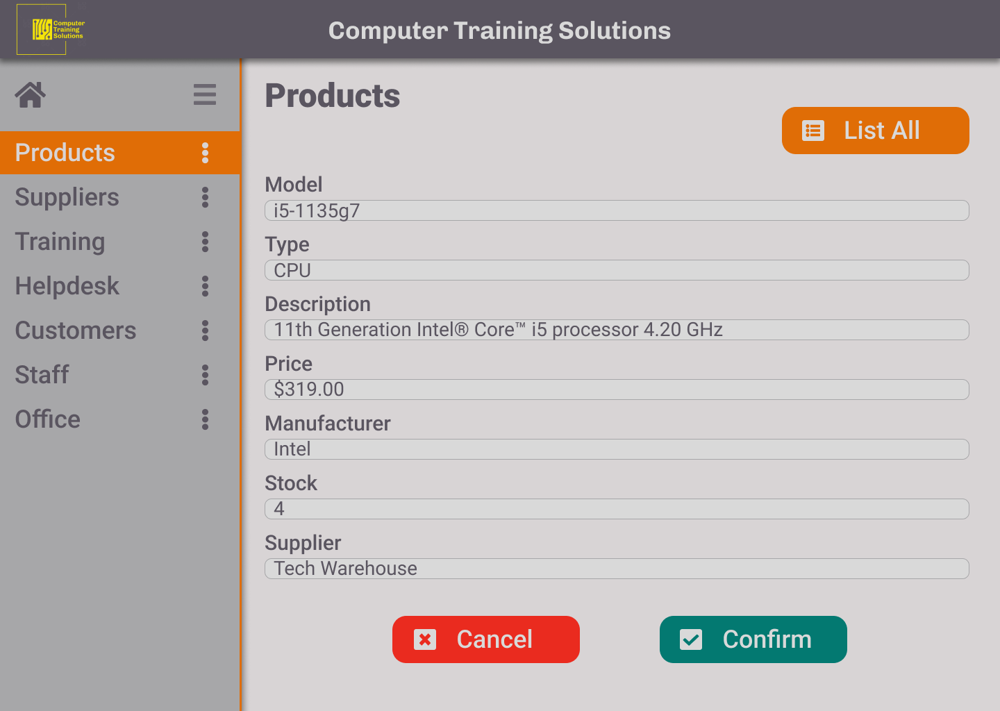 Computer
Training
Solutions
Computer Training Solutions
Products
Suppliers
Training
Helpdesk
Customers
Staff
Office
Products
List All
Model
i5-1135g7
Type
CPU
Description
11th Generation Intel® Core™ i5 processor 4.20 GHz
Price
$319.00
Manufacturer
Intel
Stock
4
Supplier
Tech Warehouse
Cancel
Confirm